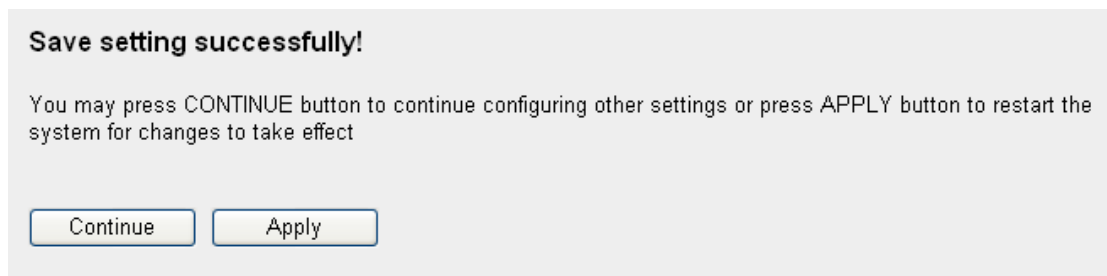 Save setting successfully!
You may press CONTINUE button to continue configuring other settings or press APPLY button to restart the
system for changes to take effect
Continue Apply